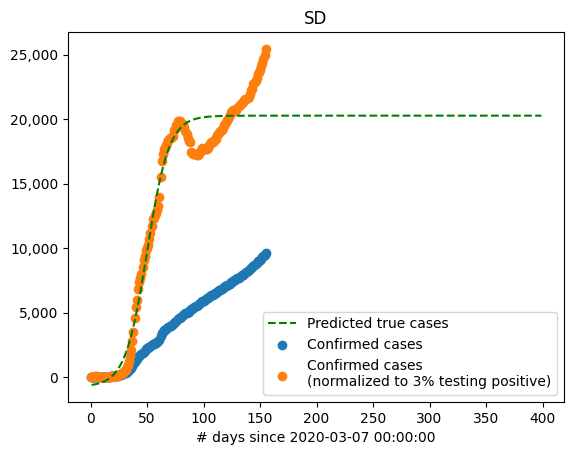 SD
25,000
20,000
15,000
10,000
5,000
0
0 50 100 150 200 250 300 350 400
# days since 2020-03-07 00:00:00
Predicted true cases
Confirmed cases
Confirmed cases
(normalized to 3% testing positive)